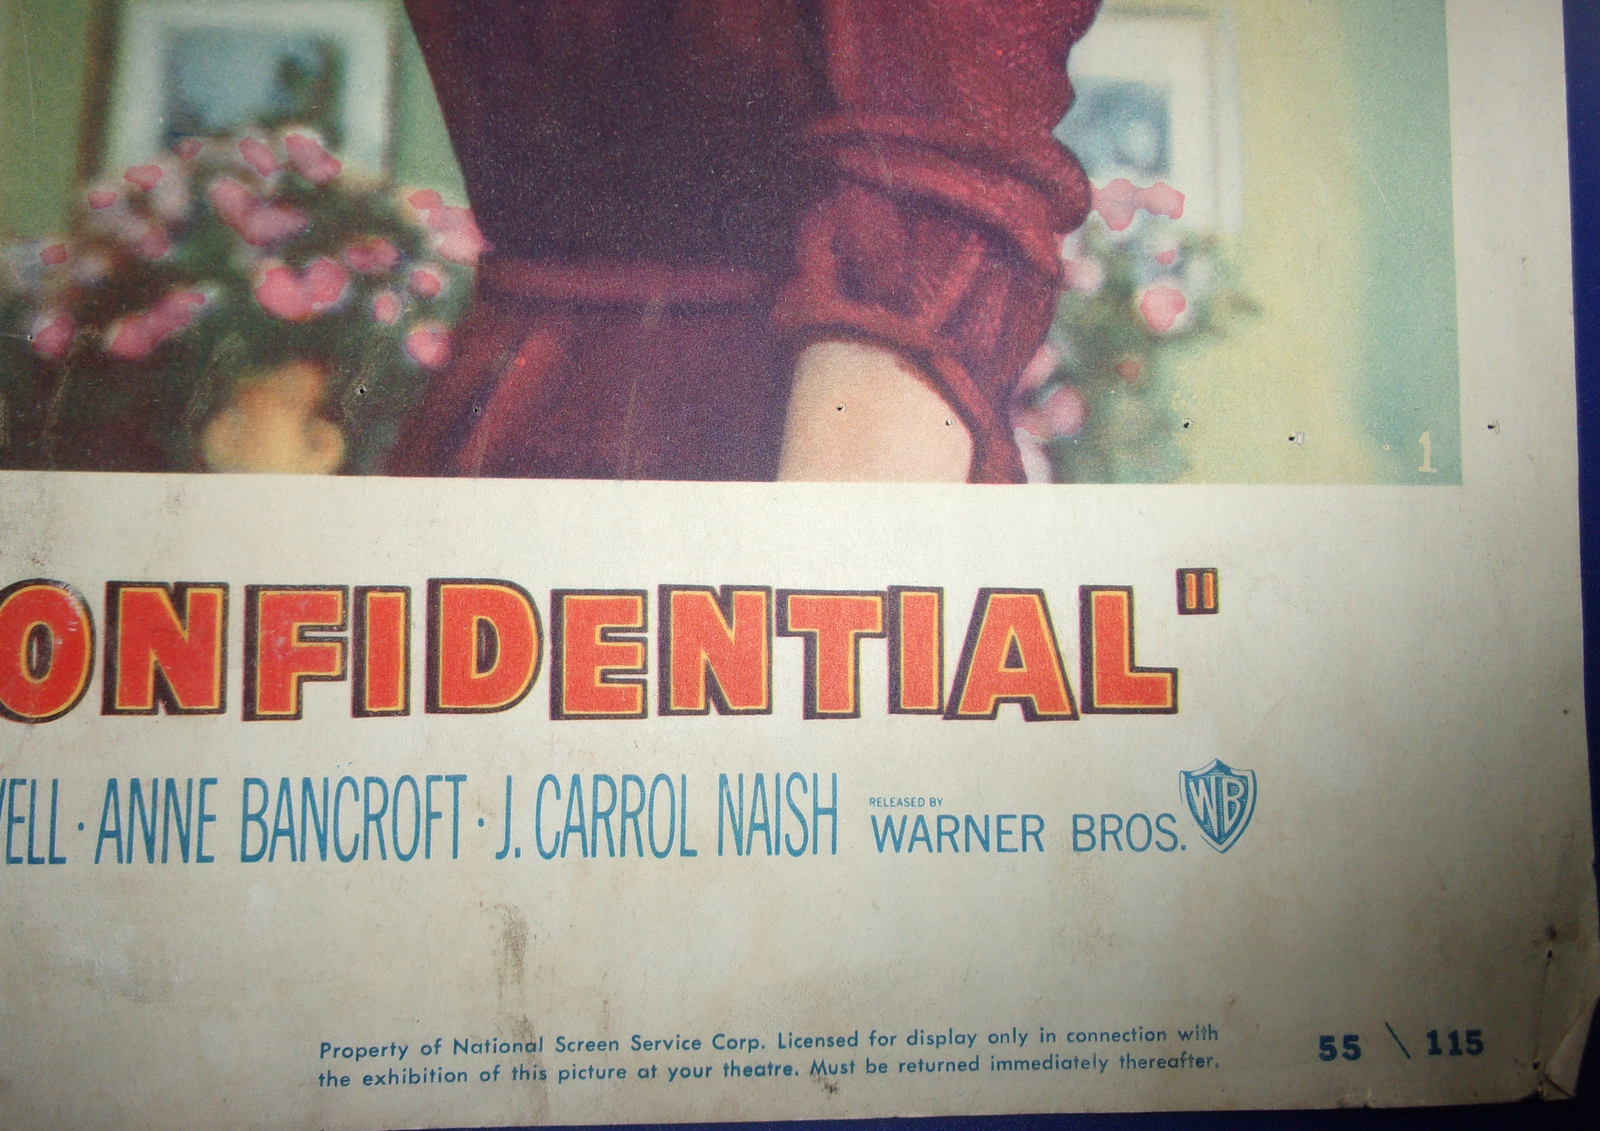 1
ONFIDENTIAL"
ELL · ANNE BANCROFT · J. CARROL NAISH
RELEASED BY
WARNER BROS. WB
Property of National Screen Service Corp. Licensed for display only in connection with
the exhibition of this picture at your theatre. Must be returned immediately thereafter.
55 \ 115